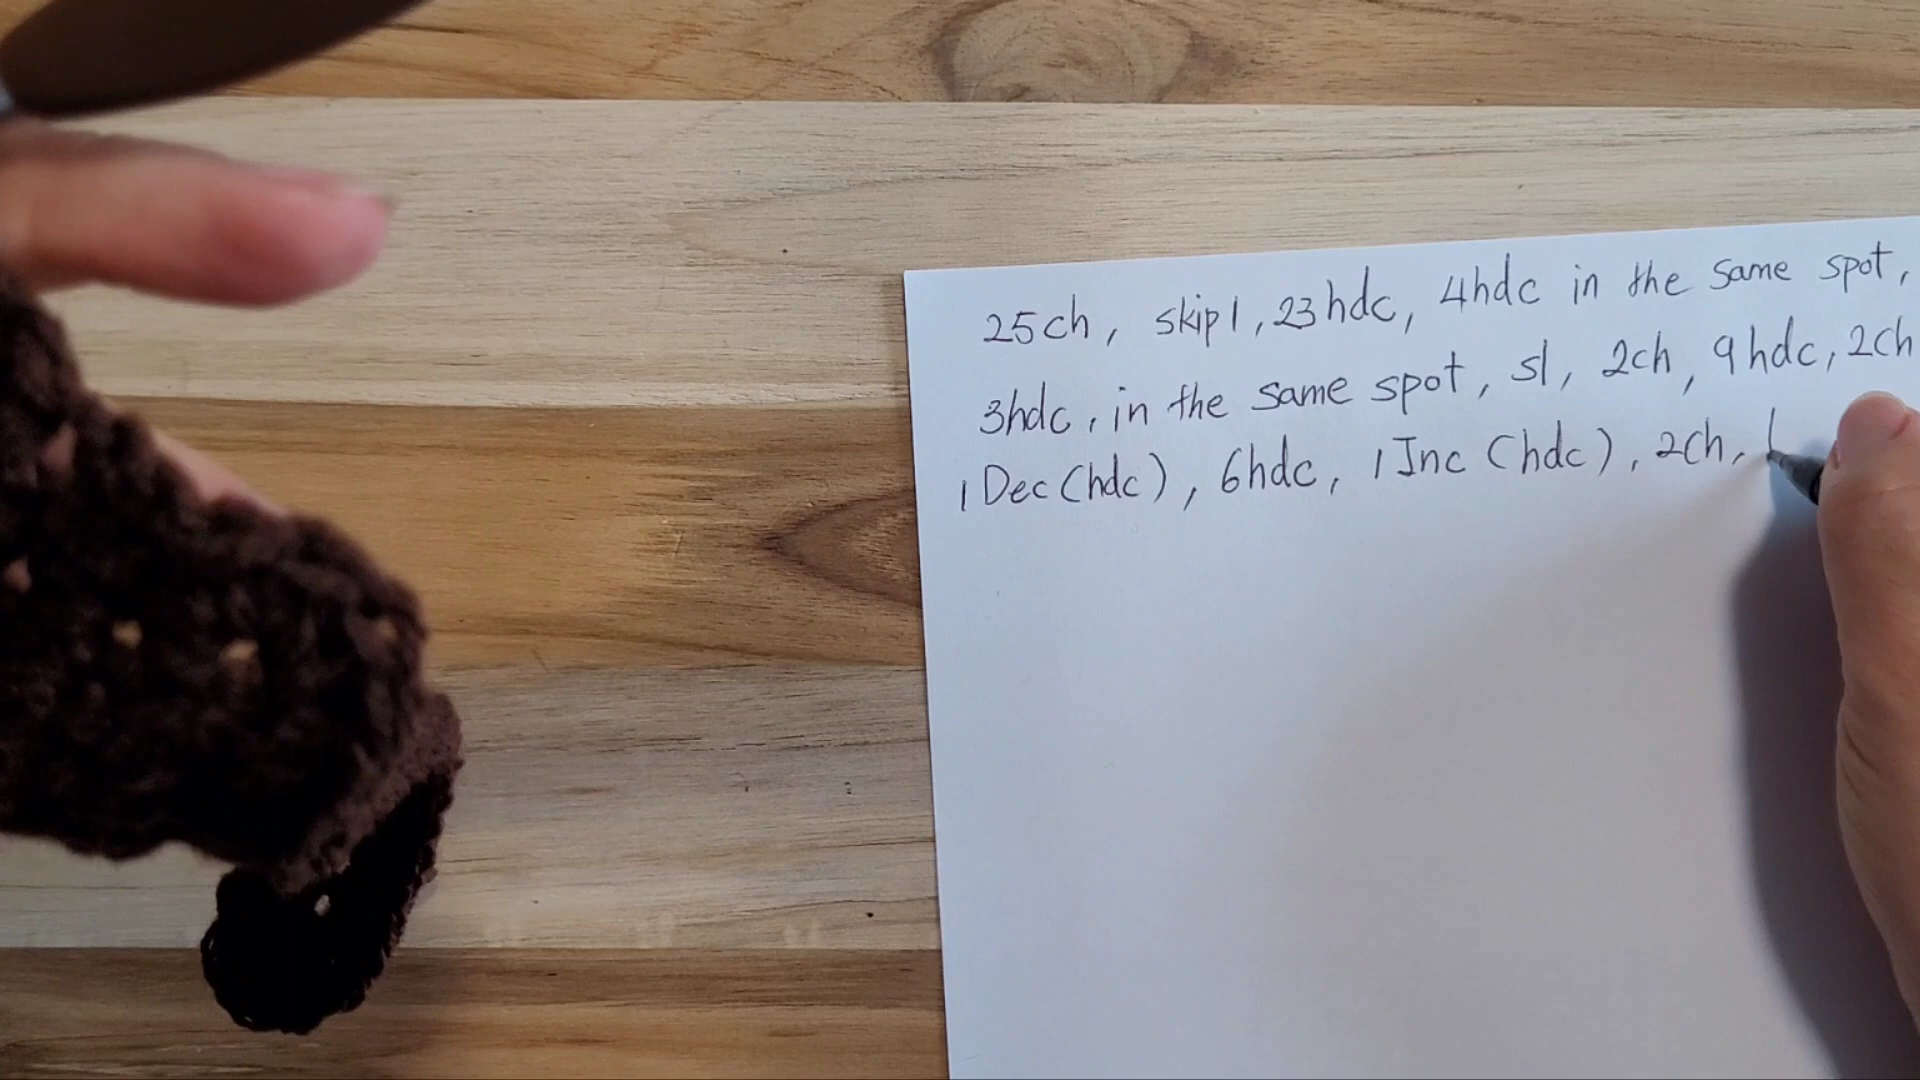 25ch, skip1, 23hdc, 4hdc in the same spot,
3hdc, in the same spot, sl, 2ch, 9hdc, 2ch
1Dec(hdc), 6hdc, 1Inc(hdc), 2ch,